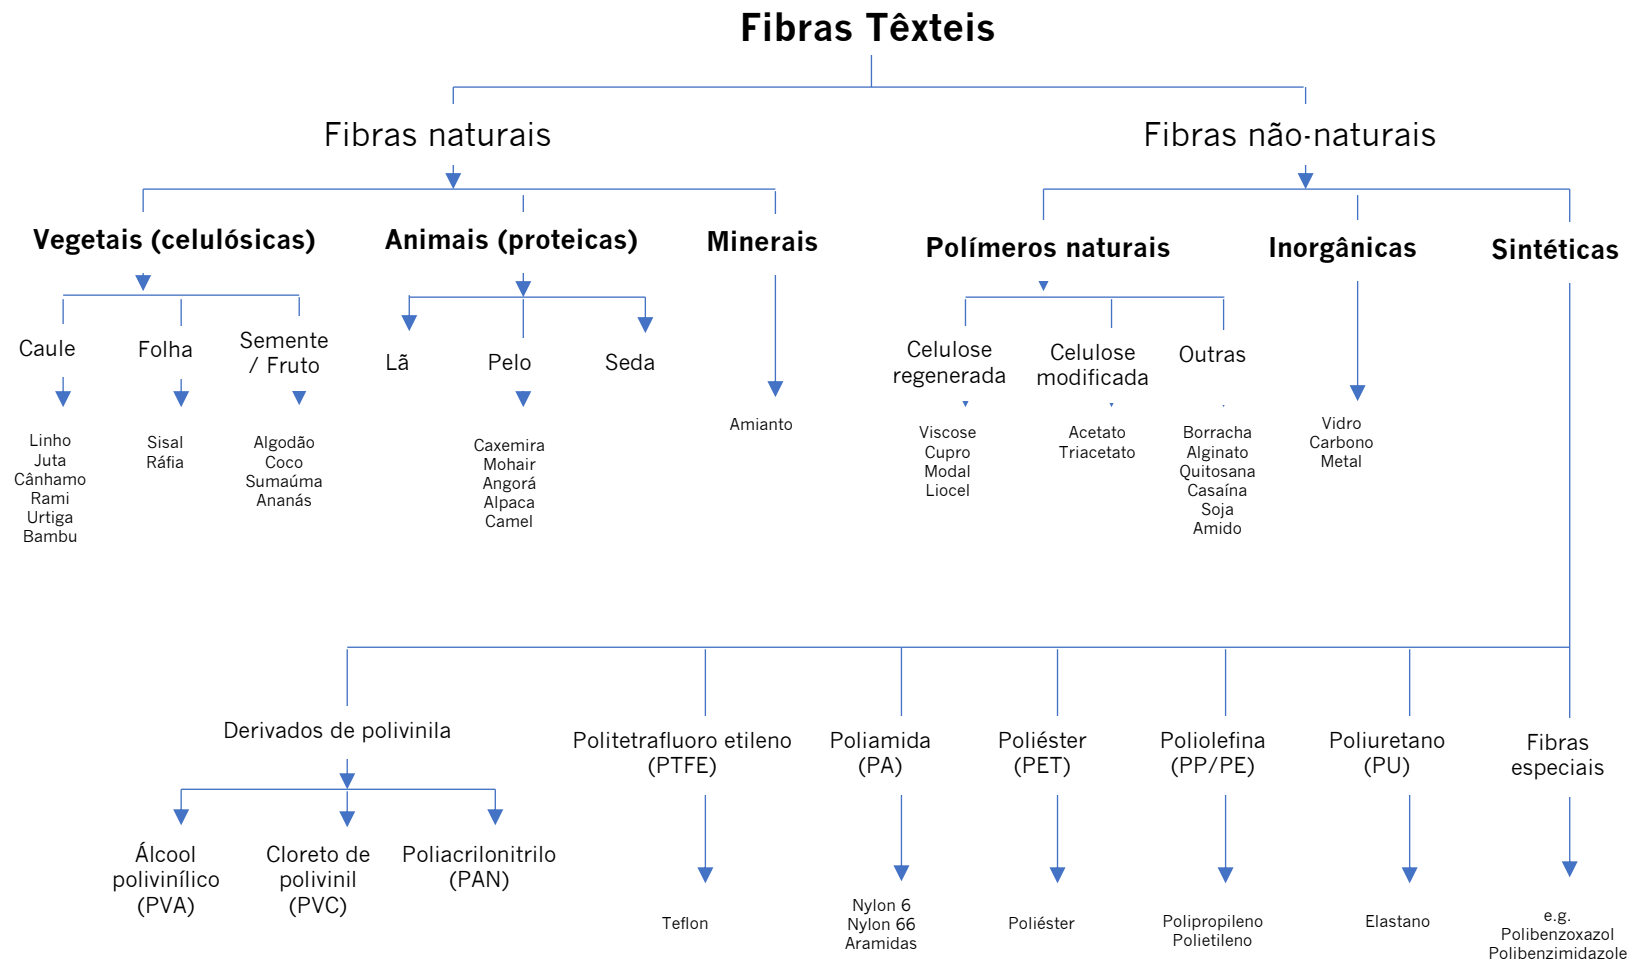 Fibras Têxteis
Fibras naturais
Fibras não-naturais
Vegetais (celulósicas)
Animais (proteicas)
Minerais
Polímeros naturais
Inorgânicas
Sintéticas
Caule
Folha
Semente
/ Fruto
Lã
Pelo
Seda
Celulose
regenerada
Celulose
modificada
Outras
Linho
Juta
Cânhamo
Rami
Urtiga
Bambu
Sisal
Ráfia
Algodão
Coco
Sumaúma
Ananás
Caxemira
Mohair
Angorá
Alpaca
Camel
Amianto
Viscose
Cupro
Modal
Liocel
Acetato
Triacetato
Borracha
Alginato
Quitosana
Casaína
Soja
Amido
Vidro
Carbono
Metal
Derivados de polivinila
Politetrafluoro etileno
(PTFE)
Poliamida
(PA)
Poliéster
(PET)
Poliolefina
(PP/PE)
Poliuretano
(PU)
Fibras
especiais
Álcool
polivinílico
(PVA)
Cloreto de
polivinil
(PVC)
Poliacrilonitrilo
(PAN)
Teflon
Nylon 6
Nylon 66
Aramidas
Poliéster
Polipropileno
Polietileno
Elastano
e.g.
Polibenzoxazol
Polibenzimidazole